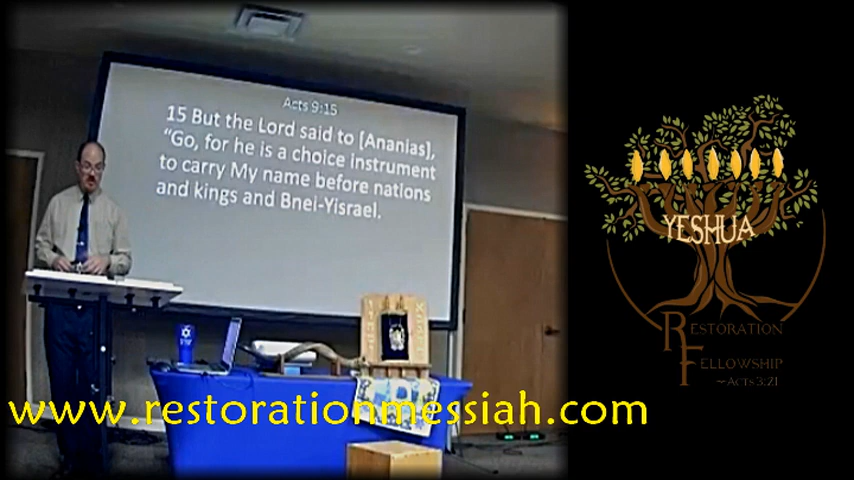 Acts 9:15
15 But the Lord said to [Ananias],
“Go, for he is a choice instrument
to carry My name before nations
and kings and Bnei-Yisrael.
YESHUA
RESTORATION
FELLOWSHIP
~ACTS 3:21
www.restorationmessiah.com